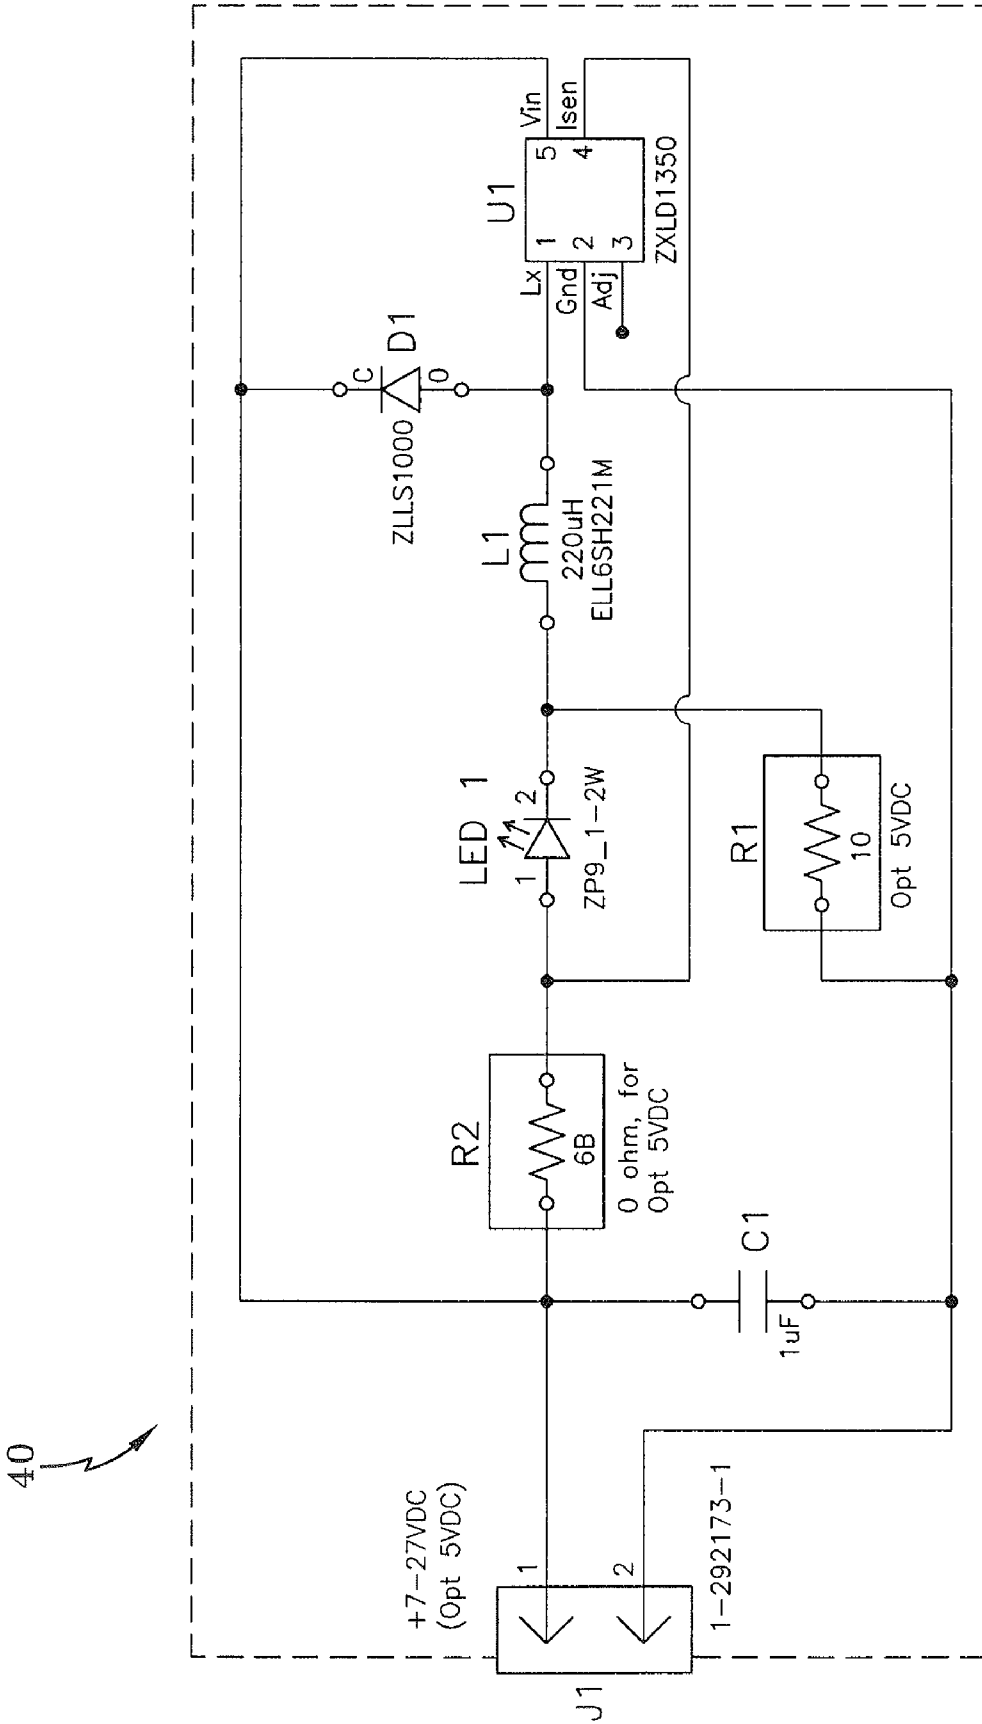 40
+7-27VDC
(Opt 5VDC)
J1
1
2
1-292173-1
R2
6B
0 ohm, for
Opt 5VDC
C1
1uF
LED 1
1
2
ZP9_1-2W
R1
10
Opt 5VDC
L1
220uH
ELL6SH221M
ZLLS1000
D1
C
O
U1
Lx
1
5
Vin
Gnd
2
4
Isen
Adj
3
ZXLD1350